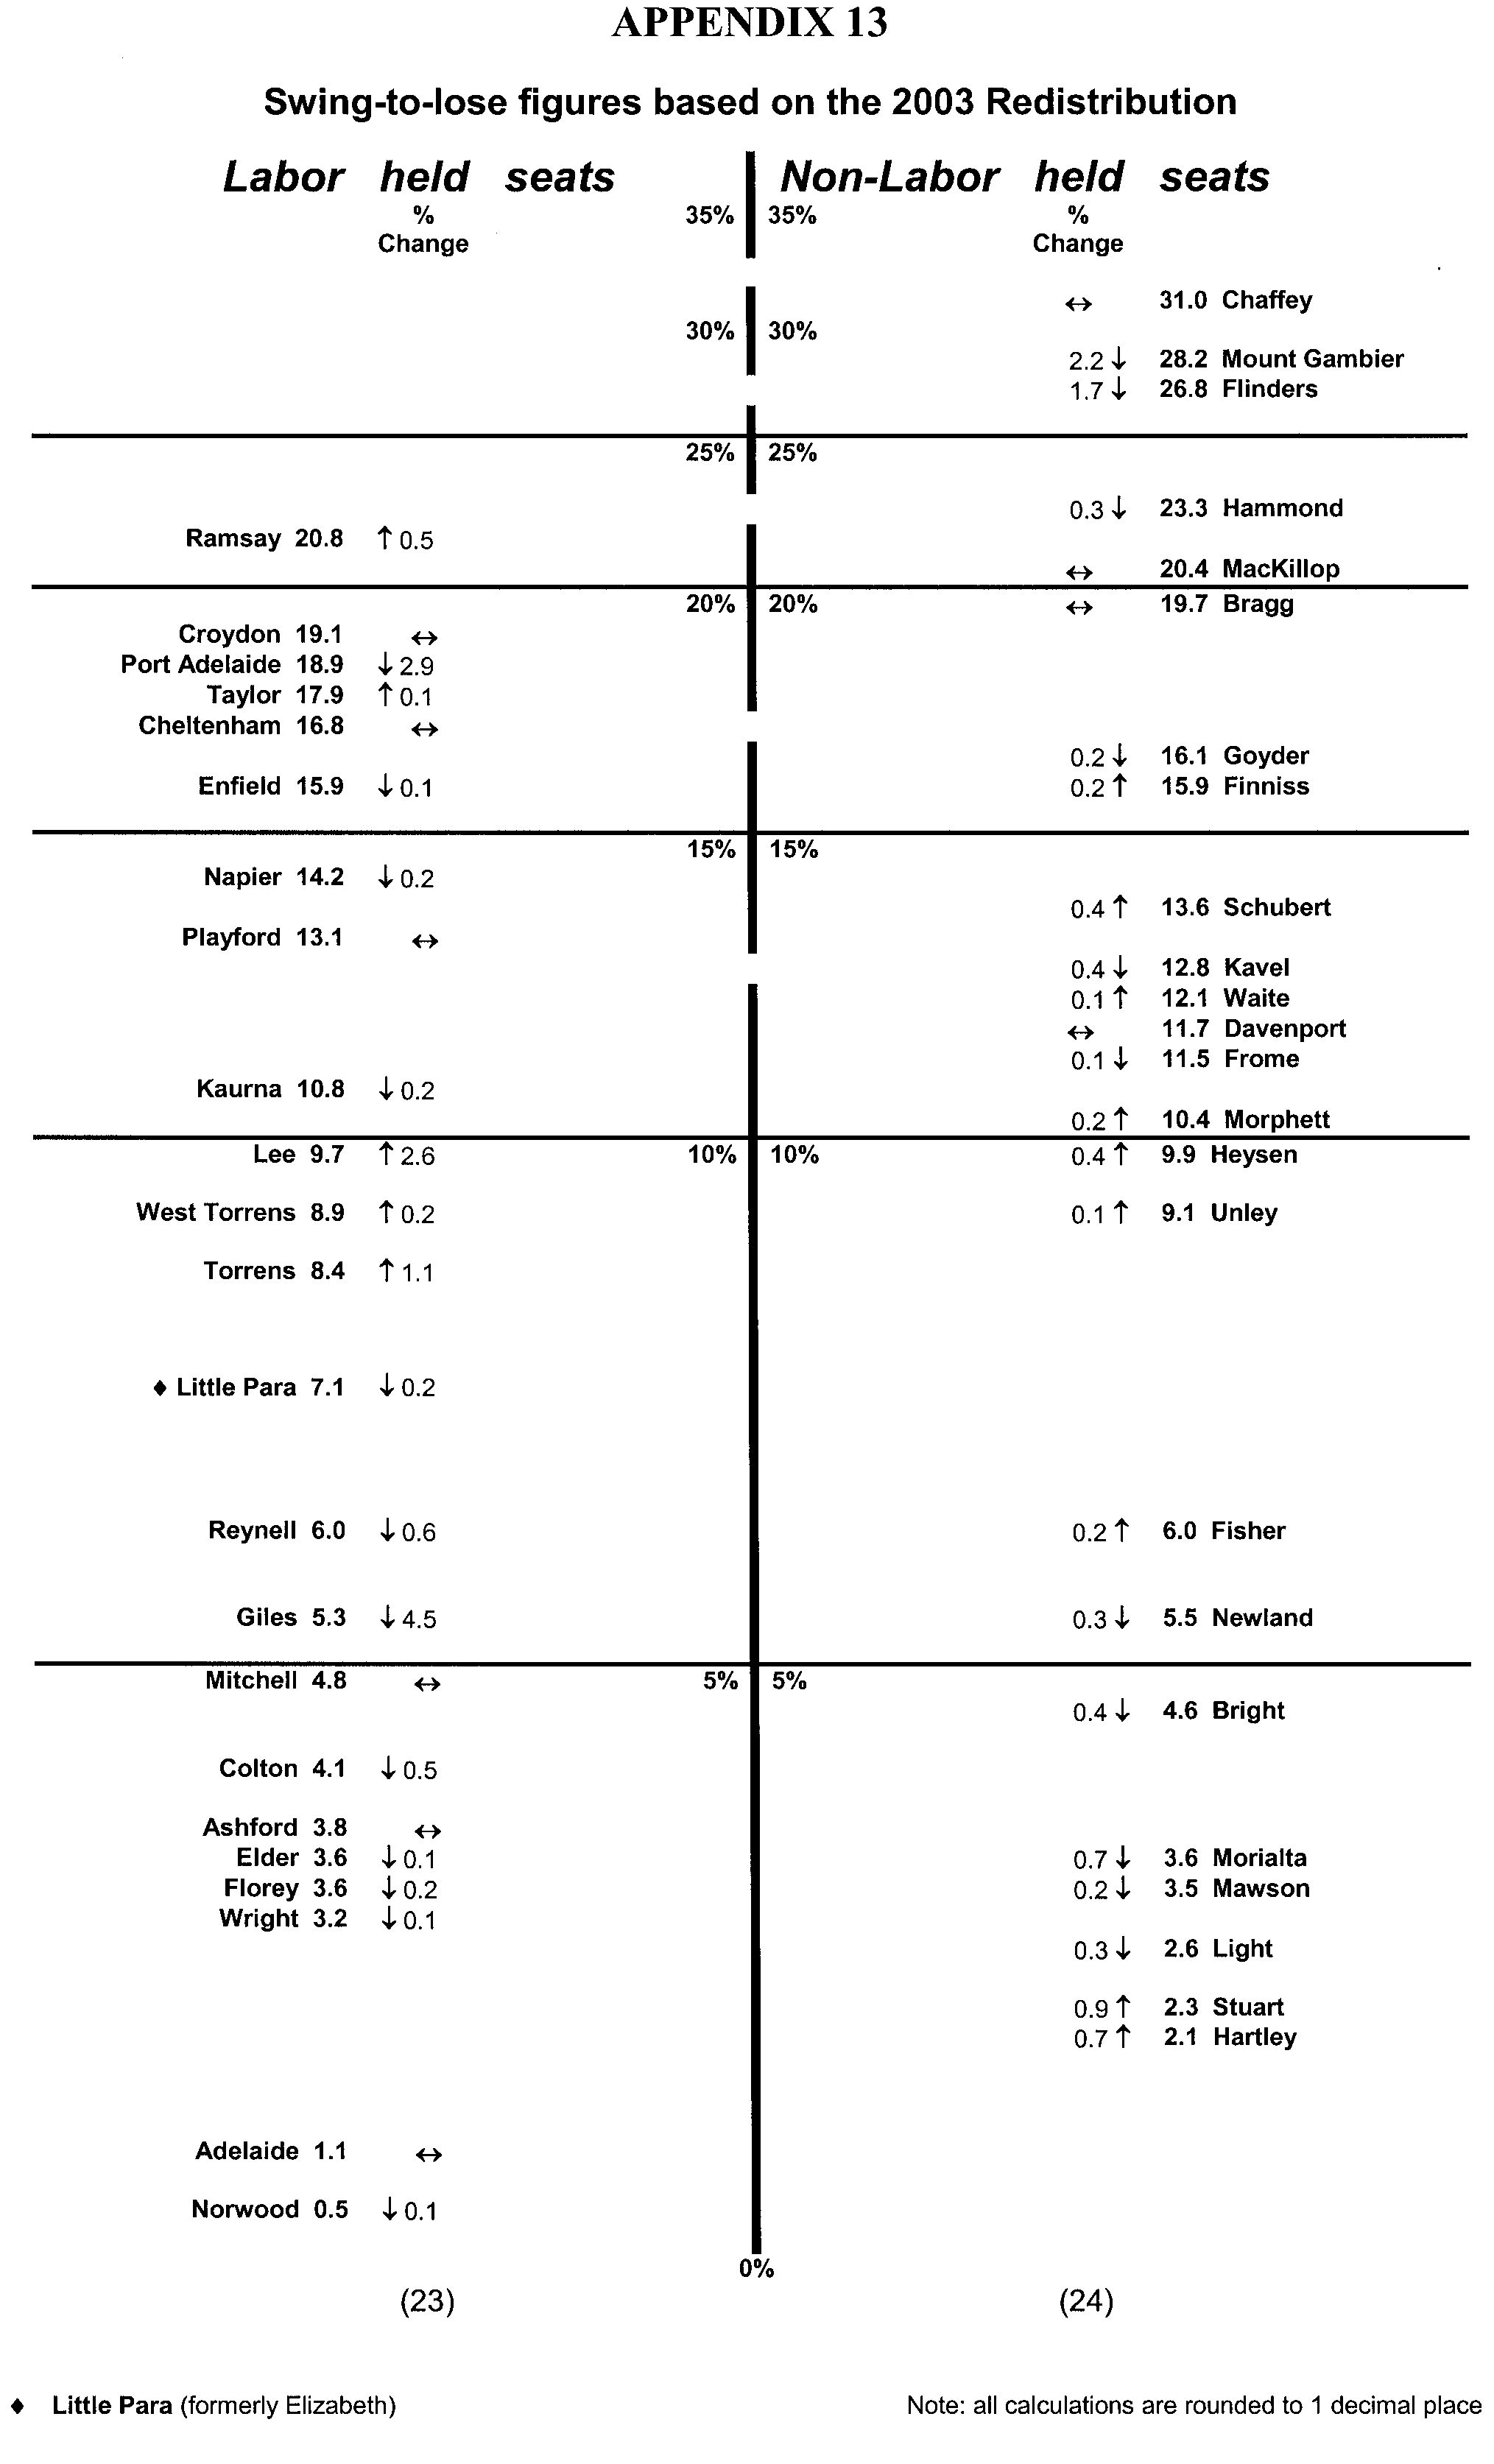 APPENDIX 13
Swing-to-lose figures based on the 2003 Redistribution
Labor held seats Non-Labor held seats
% 35% 35% %
Change Change
↔ 31.0 Chaffey
30% 30%
2.2 ↓ 28.2 Mount Gambier
1.7 ↓ 26.8 Flinders
25% 25%
0.3 ↓ 23.3 Hammond
Ramsay 20.8 ↑ 0.5
↔ 20.4 MacKillop
20% 20% ↔ 19.7 Bragg
Croydon 19.1 ↔
Port Adelaide 18.9 ↓ 2.9
Taylor 17.9 ↑ 0.1
Cheltenham 16.8 ↔
0.2 ↓ 16.1 Goyder
Enfield 15.9 ↓ 0.1 0.2 ↑ 15.9 Finniss
15% 15%
Napier 14.2 ↓ 0.2
0.4 ↑ 13.6 Schubert
Playford 13.1 ↔
0.4 ↓ 12.8 Kavel
0.1 ↑ 12.1 Waite
↔ 11.7 Davenport
0.1 ↓ 11.5 Frome
Kaurna 10.8 ↓ 0.2
0.2 ↑ 10.4 Morphett
Lee 9.7 ↑ 2.6 10% 10% 0.4 ↑ 9.9 Heysen
West Torrens 8.9 ↑ 0.2 0.1 ↑ 9.1 Unley
Torrens 8.4 ↑ 1.1
♦ Little Para 7.1 ↓ 0.2
Reynell 6.0 ↓ 0.6 0.2 ↑ 6.0 Fisher
Giles 5.3 ↓ 4.5 0.3 ↓ 5.5 Newland
Mitchell 4.8 ↔ 5% 5%
0.4 ↓ 4.6 Bright
Colton 4.1 ↓ 0.5
Ashford 3.8 ↔
Elder 3.6 ↓ 0.1 0.7 ↓ 3.6 Morialta
Florey 3.6 ↓ 0.2 0.2 ↓ 3.5 Mawson
Wright 3.2 ↓ 0.1
0.3 ↓ 2.6 Light
0.9 ↑ 2.3 Stuart
0.7 ↑ 2.1 Hartley
Adelaide 1.1 ↔
Norwood 0.5 ↓ 0.1
0%
(23) (24)
♦ Little Para (formerly Elizabeth) Note: all calculations are rounded to 1 decimal place